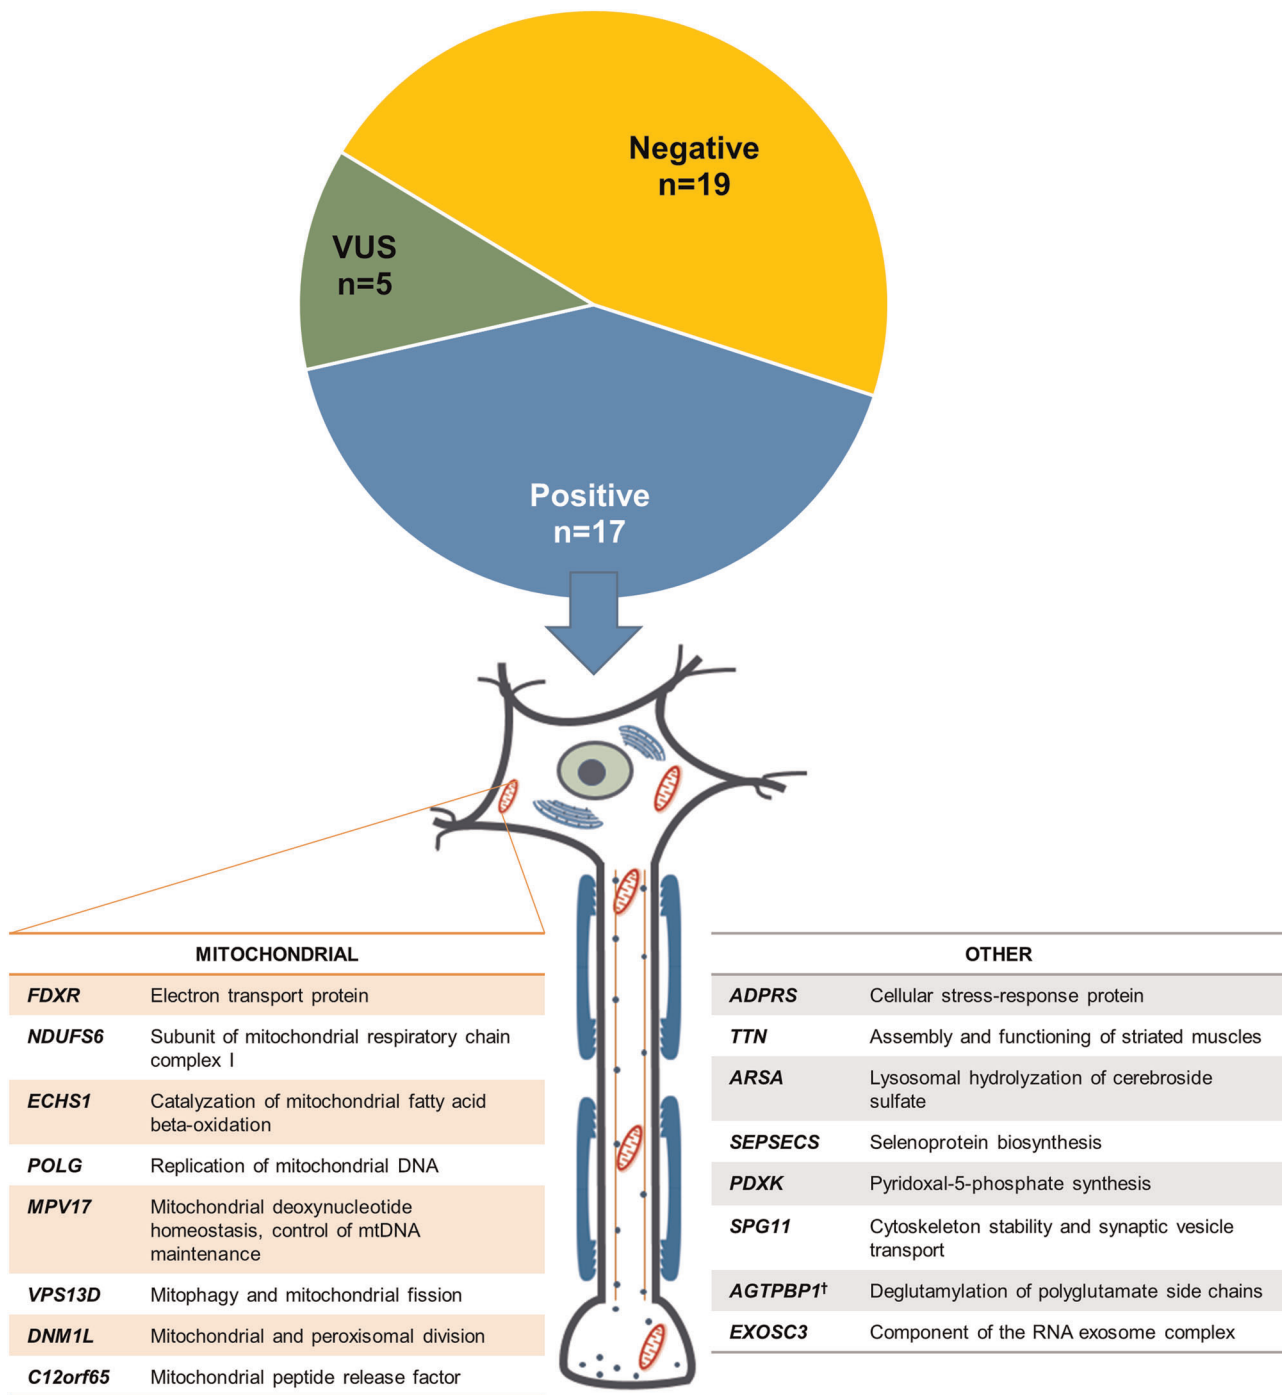 Negative
n=19
VUS
n=5
Positive
n=17
MITOCHONDRIAL
FDXR Electron transport protein
NDUFS6 Subunit of mitochondrial respiratory chain
complex I
ECHS1 Catalyzation of mitochondrial fatty acid
beta-oxidation
POLG Replication of mitochondrial DNA
MPV17 Mitochondrial deoxynucleotide
homeostasis, control of mtDNA
maintenance
VPS13D Mitophagy and mitochondrial fission
DNM1L Mitochondrial and peroxisomal division
C12orf65 Mitochondrial peptide release factor
OTHER
ADPRS Cellular stress-response protein
TTN Assembly and functioning of striated muscles
ARSA Lysosomal hydrolyzation of cerebroside
sulfate
SEPSECS Selenoprotein biosynthesis
PDXK Pyridoxal-5-phosphate synthesis
SPG11 Cytoskeleton stability and synaptic vesicle
transport
AGTPBP1† Deglutamylation of polyglutamate side chains
EXOSC3 Component of the RNA exosome complex